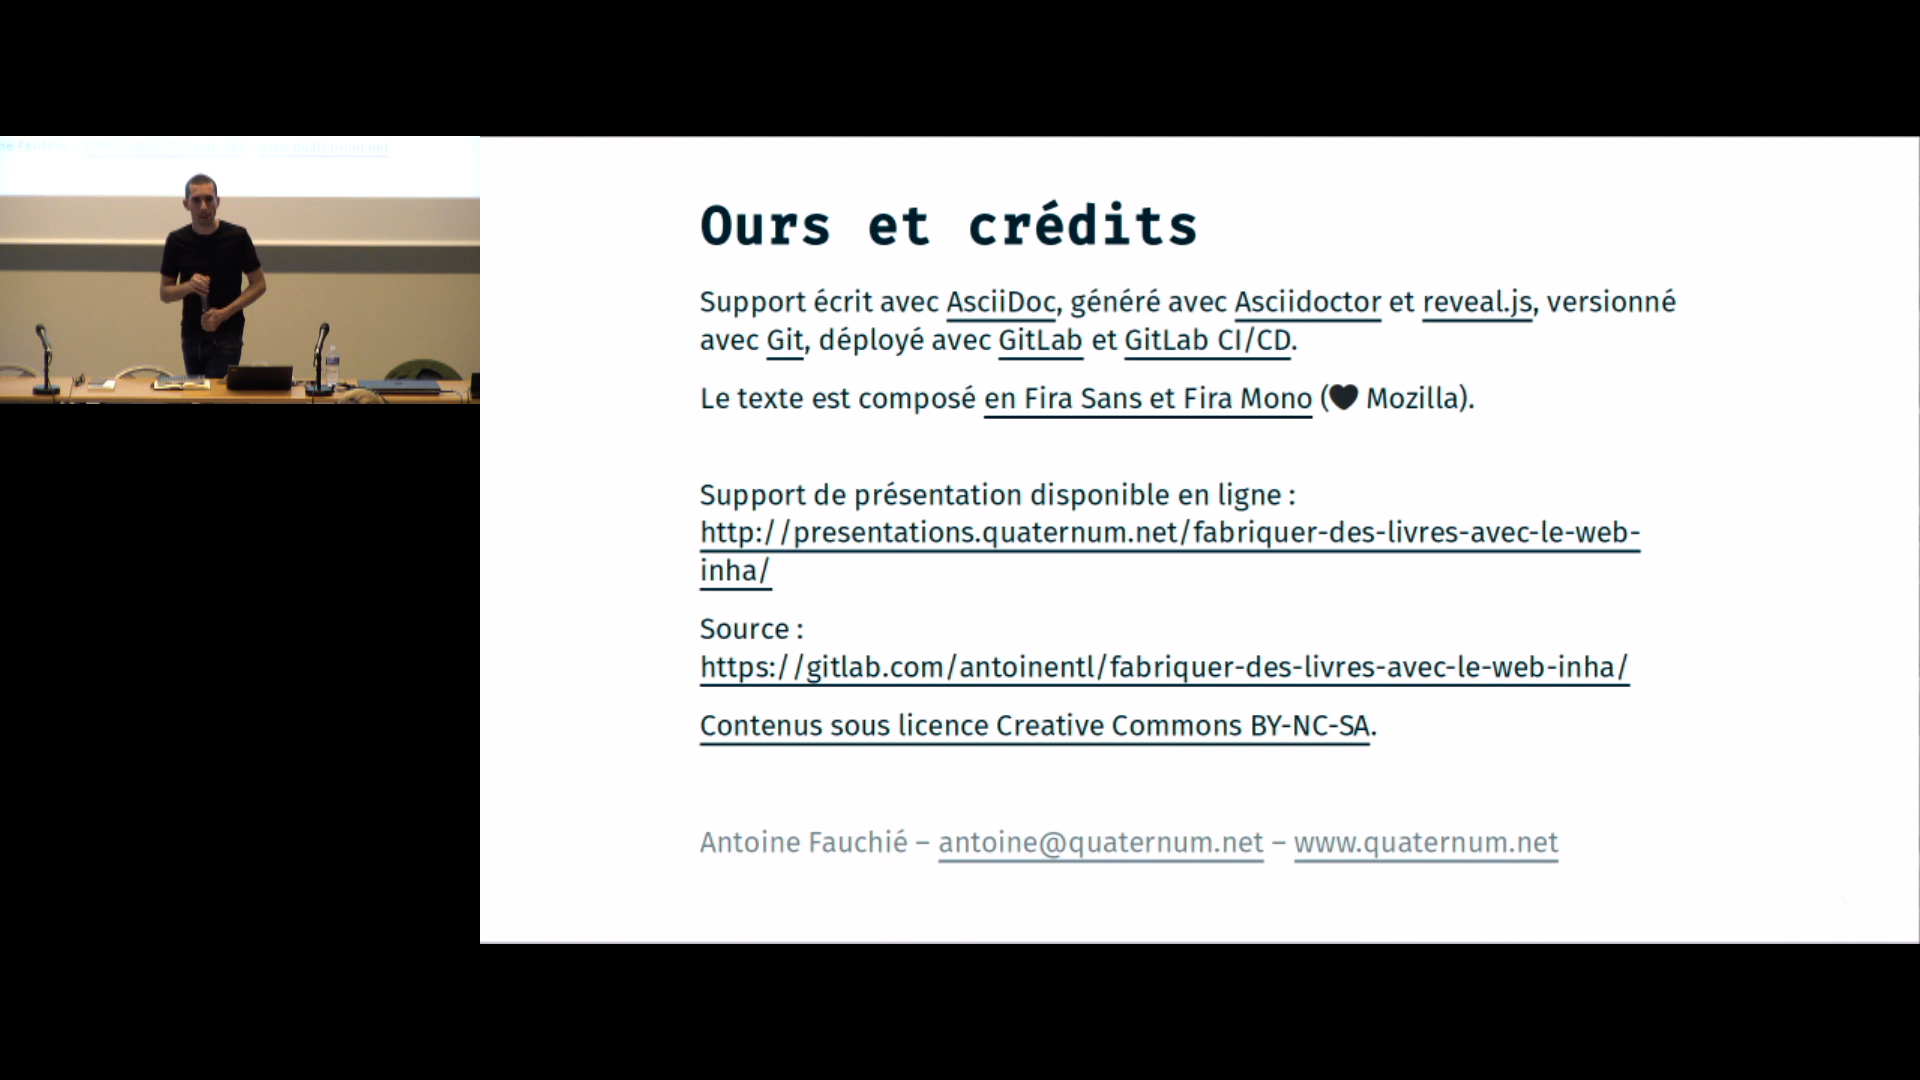 Ours et crédits
Support écrit avec AsciiDoc, généré avec Asciidoctor et reveal.js, versionné
avec Git, déployé avec GitLab et GitLab CI/CD.
Le texte est composé en Fira Sans et Fira Mono (🖤 Mozilla).
Support de présentation disponible en ligne :
http://presentations.quaternum.net/fabriquer-des-livres-avec-le-web-
inha/
Source :
https://gitlab.com/antoinentl/fabriquer-des-livres-avec-le-web-inha/
Contenus sous licence Creative Commons BY-NC-SA.
Antoine Fauchié – antoine@quaternum.net – www.quaternum.net